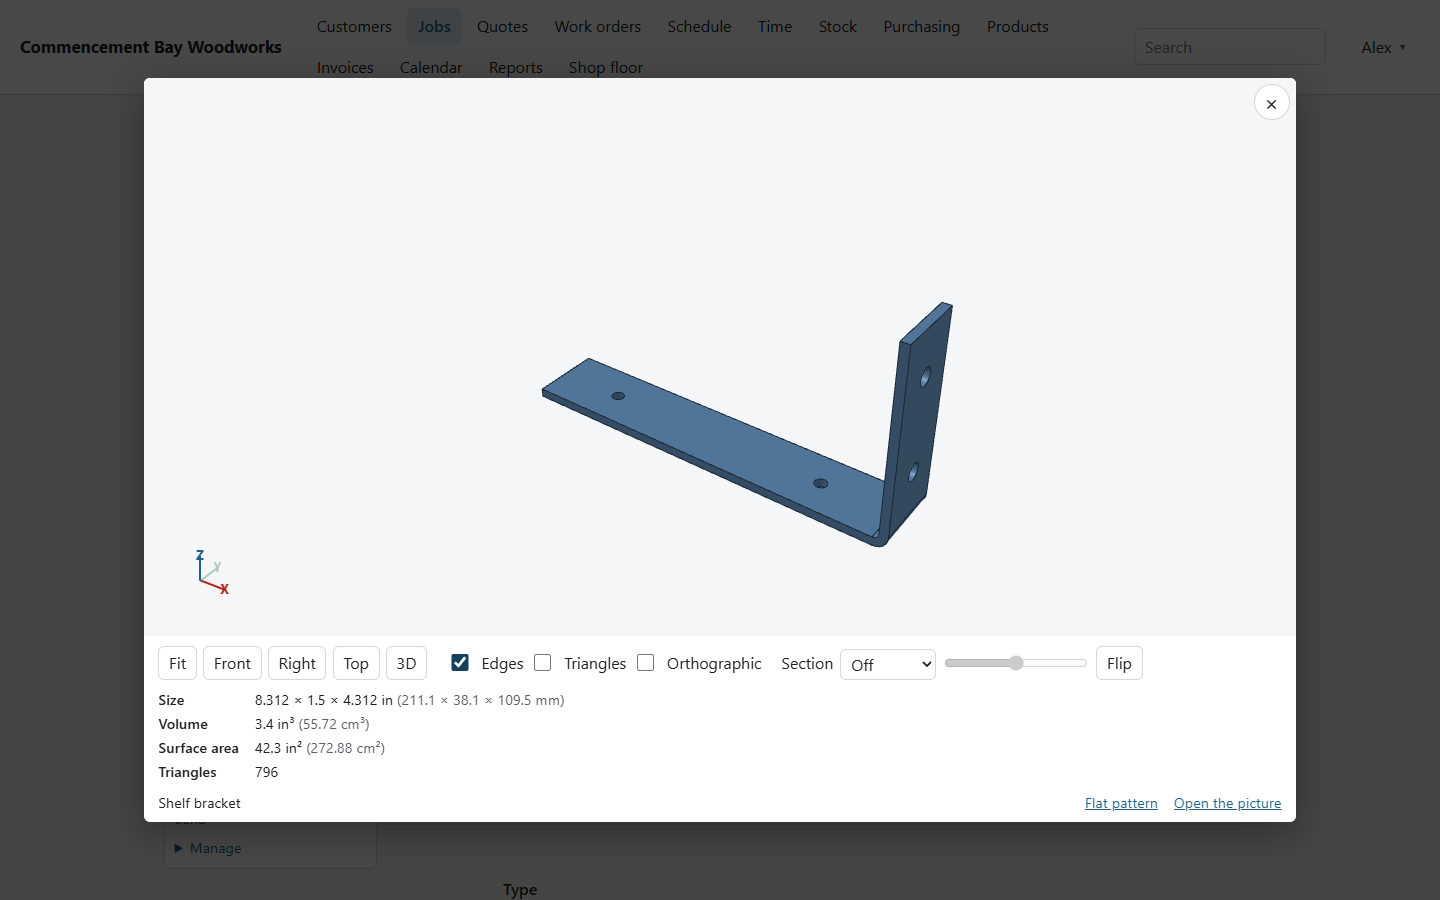 Commencement Bay Woodworks
Customers Jobs Quotes Work orders Schedule Time Stock Purchasing Products
Invoices Calendar Reports Shop floor
Search
Alex ▾
×
Z
Y
X
Fit Front Right Top 3D Edges Triangles Orthographic Section Off Flip
Size 8.312 × 1.5 × 4.312 in (211.1 × 38.1 × 109.5 mm)
Volume 3.4 in³ (55.72 cm³)
Surface area 42.3 in² (272.88 cm²)
Triangles 796
Shelf bracket Flat pattern Open the picture
▶ Manage
Type